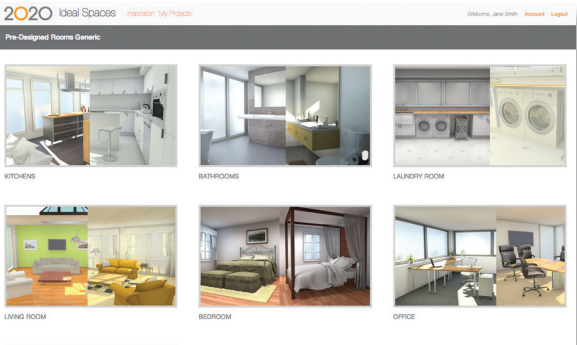 2020 Ideal Spaces Inspiration My Projects Welcome, Jane Smith Account Logout
Pre-Designed Rooms Generic
KITCHENS BATHROOMS LAUNDRY ROOM
LIVING ROOM BEDROOM OFFICE